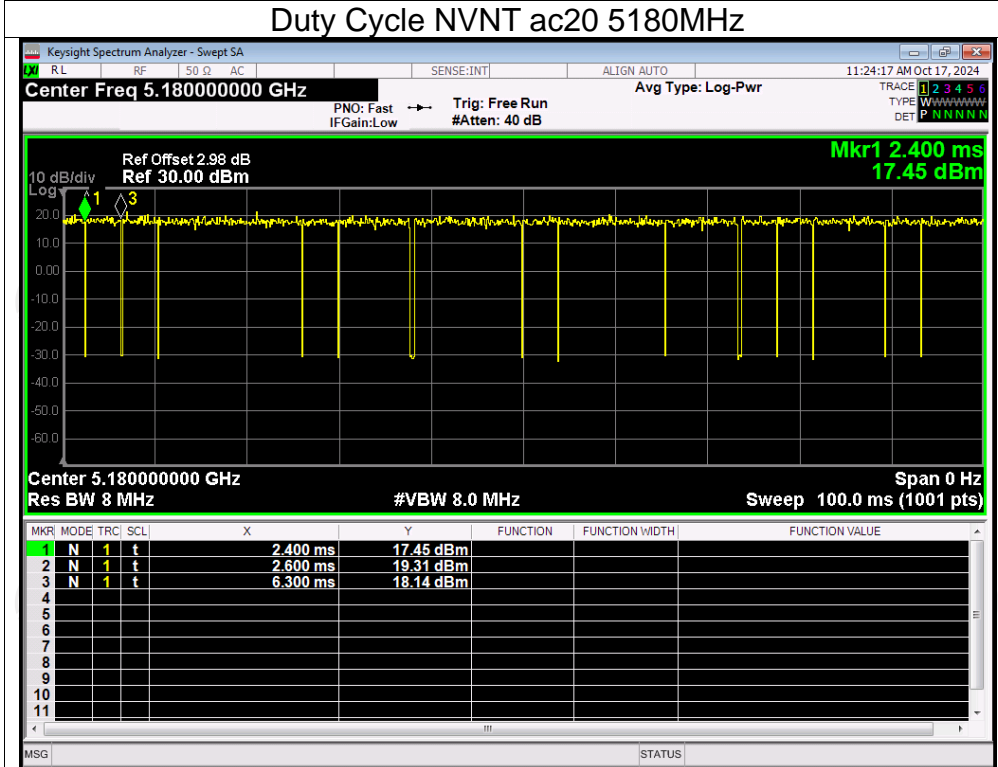 Duty Cycle NVNT ac20 5180MHz
Keysight Spectrum Analyzer - Swept SA
LXI RL RF 50 Ω AC SENSE:INT ALIGN AUTO 11:24:17 AM Oct 17, 2024
Center Freq 5.180000000 GHz Avg Type: Log-Pwr TRACE 1 2 3 4 5 6
PNO: Fast Trig: Free Run TYPE WWWWWW
IFGain:Low #Atten: 40 dB DET P N N N N N
Mkr1 2.400 ms
17.45 dBm
Ref Offset 2.98 dB
10 dB/div Ref 30.00 dBm
Log
1 3
20.0
10.0
0.00
-10.0
-20.0
-30.0
-40.0
-50.0
-60.0
Center 5.180000000 GHz Span 0 Hz
Res BW 8 MHz #VBW 8.0 MHz Sweep 100.0 ms (1001 pts)
MKR MODE TRC SCL X Y FUNCTION FUNCTION WIDTH FUNCTION VALUE
1 N 1 t 2.400 ms 17.45 dBm
2 N 1 t 2.600 ms 19.31 dBm
3 N 1 t 6.300 ms 18.14 dBm
4
5
6
7
8
9
10
11
MSG STATUS